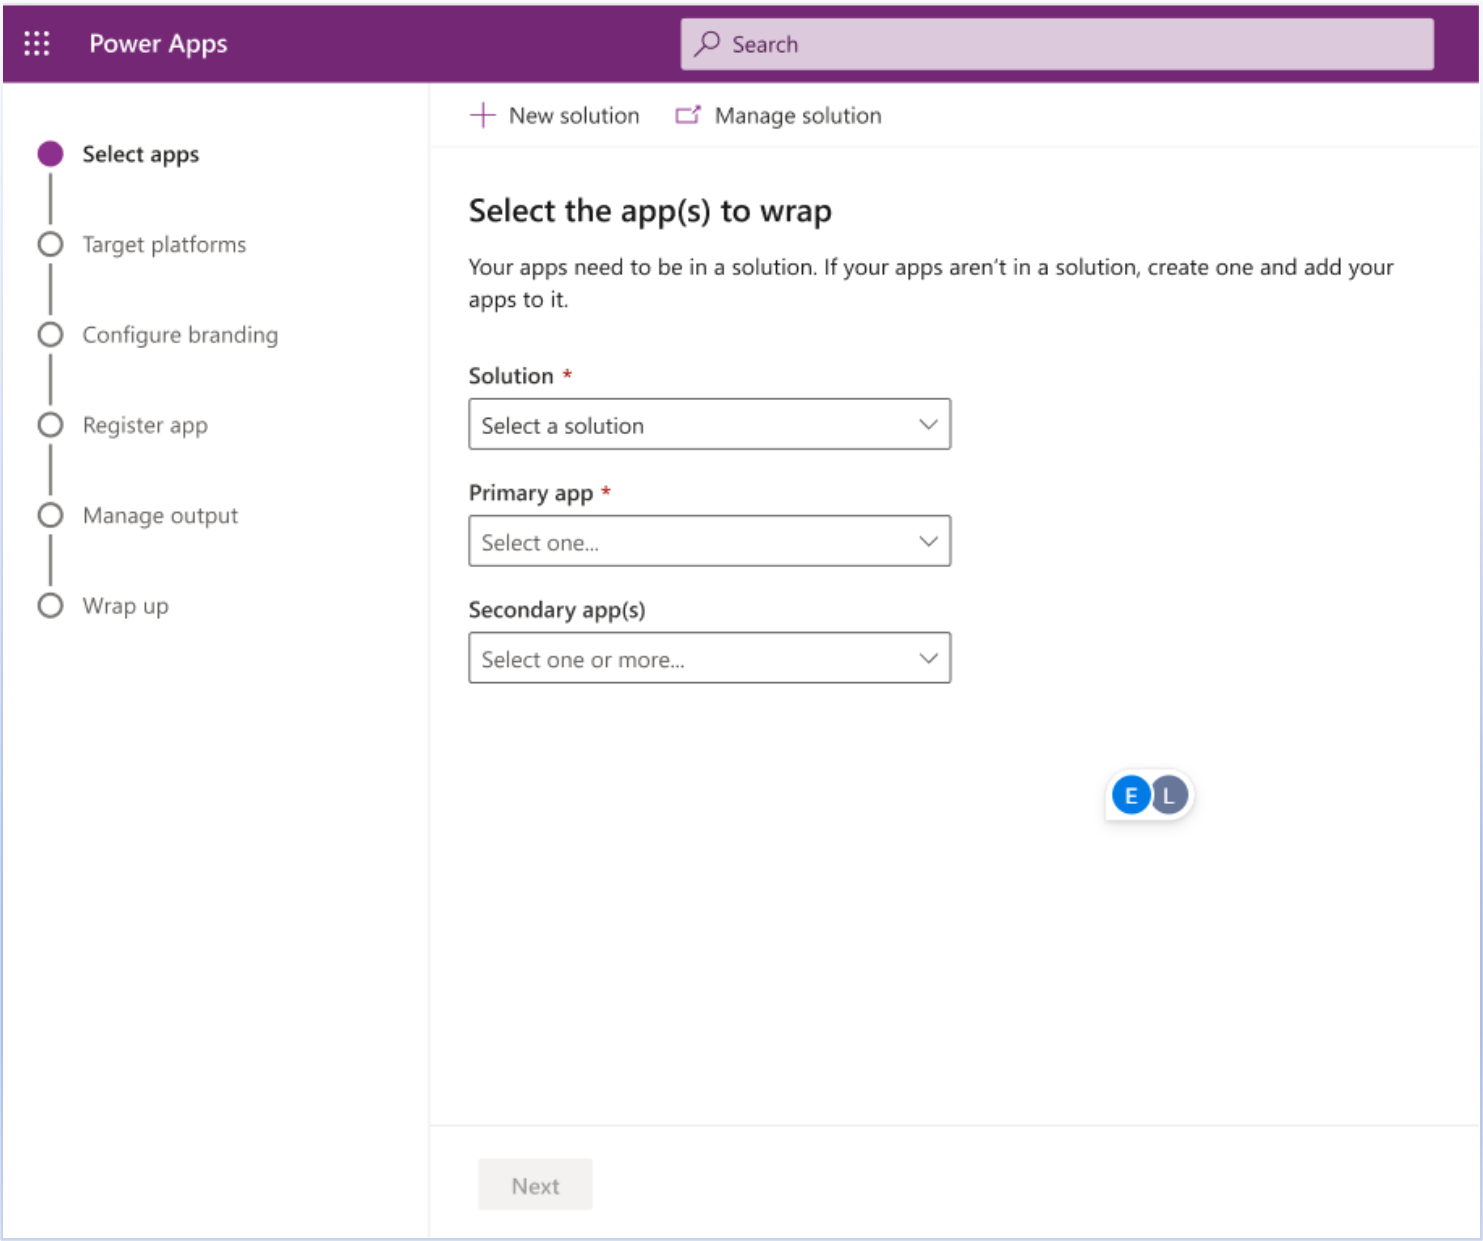 Power Apps
Search
New solution
Manage solution
Select apps
Target platforms
Configure branding
Register app
Manage output
Wrap up
Select the app(s) to wrap
Your apps need to be in a solution. If your apps aren't in a solution, create one and add your
apps to it.
Solution *
Select a solution
Primary app *
Select one...
Secondary app(s)
Select one or more...
E L
Next